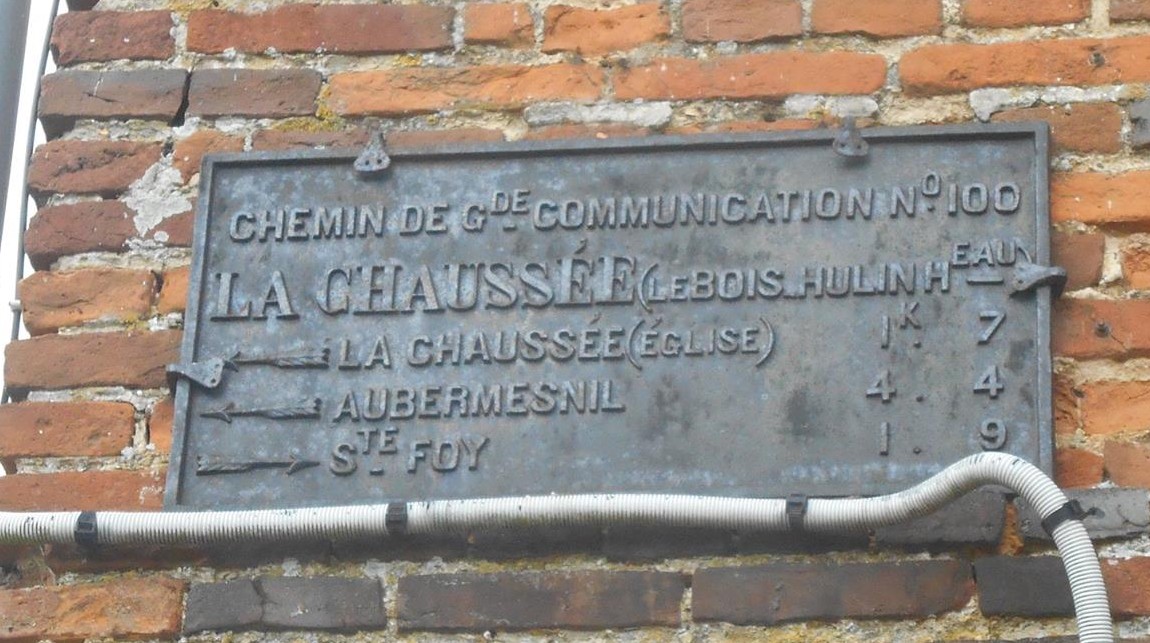 CHEMIN DE GDE COMMUNICATION No. 100
LA CHAUSSÉE (LE BOIS-HULIN HEAU)
LA CHAUSSÉE (ÉGLISE) 1K. 7
AUBERMESNIL 4. 4
STE FOY 1. 9